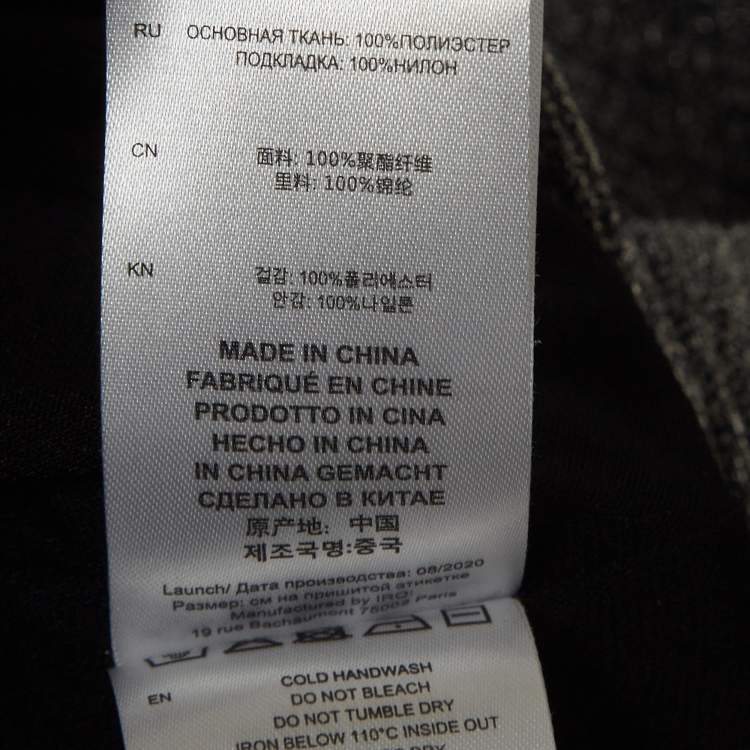 RU ОСНОВНАЯ ТКАНЬ: 100%ПОЛИЭСТЕР
ПОДКЛАДКА: 100%НИЛОН
CN 面料: 100%聚酯纤维
里料: 100%锦纶
KN 겉감: 100%폴리에스터
안감: 100%나일론
MADE IN CHINA
FABRIQUÉ EN CHINE
PRODOTTO IN CINA
HECHO IN CHINA
IN CHINA GEMACHT
СДЕЛАНО В КИТАЕ
原产地: 中国
제조국명:중국
Launch/ Дата производства: 08/2020
Размер: см на пришитой этикетке
Manufactured by IRO:
19 rue Bachaumont 75002 Paris
EN COLD HANDWASH
DO NOT BLEACH
DO NOT TUMBLE DRY
IRON BELOW 110°C INSIDE OUT
DRY